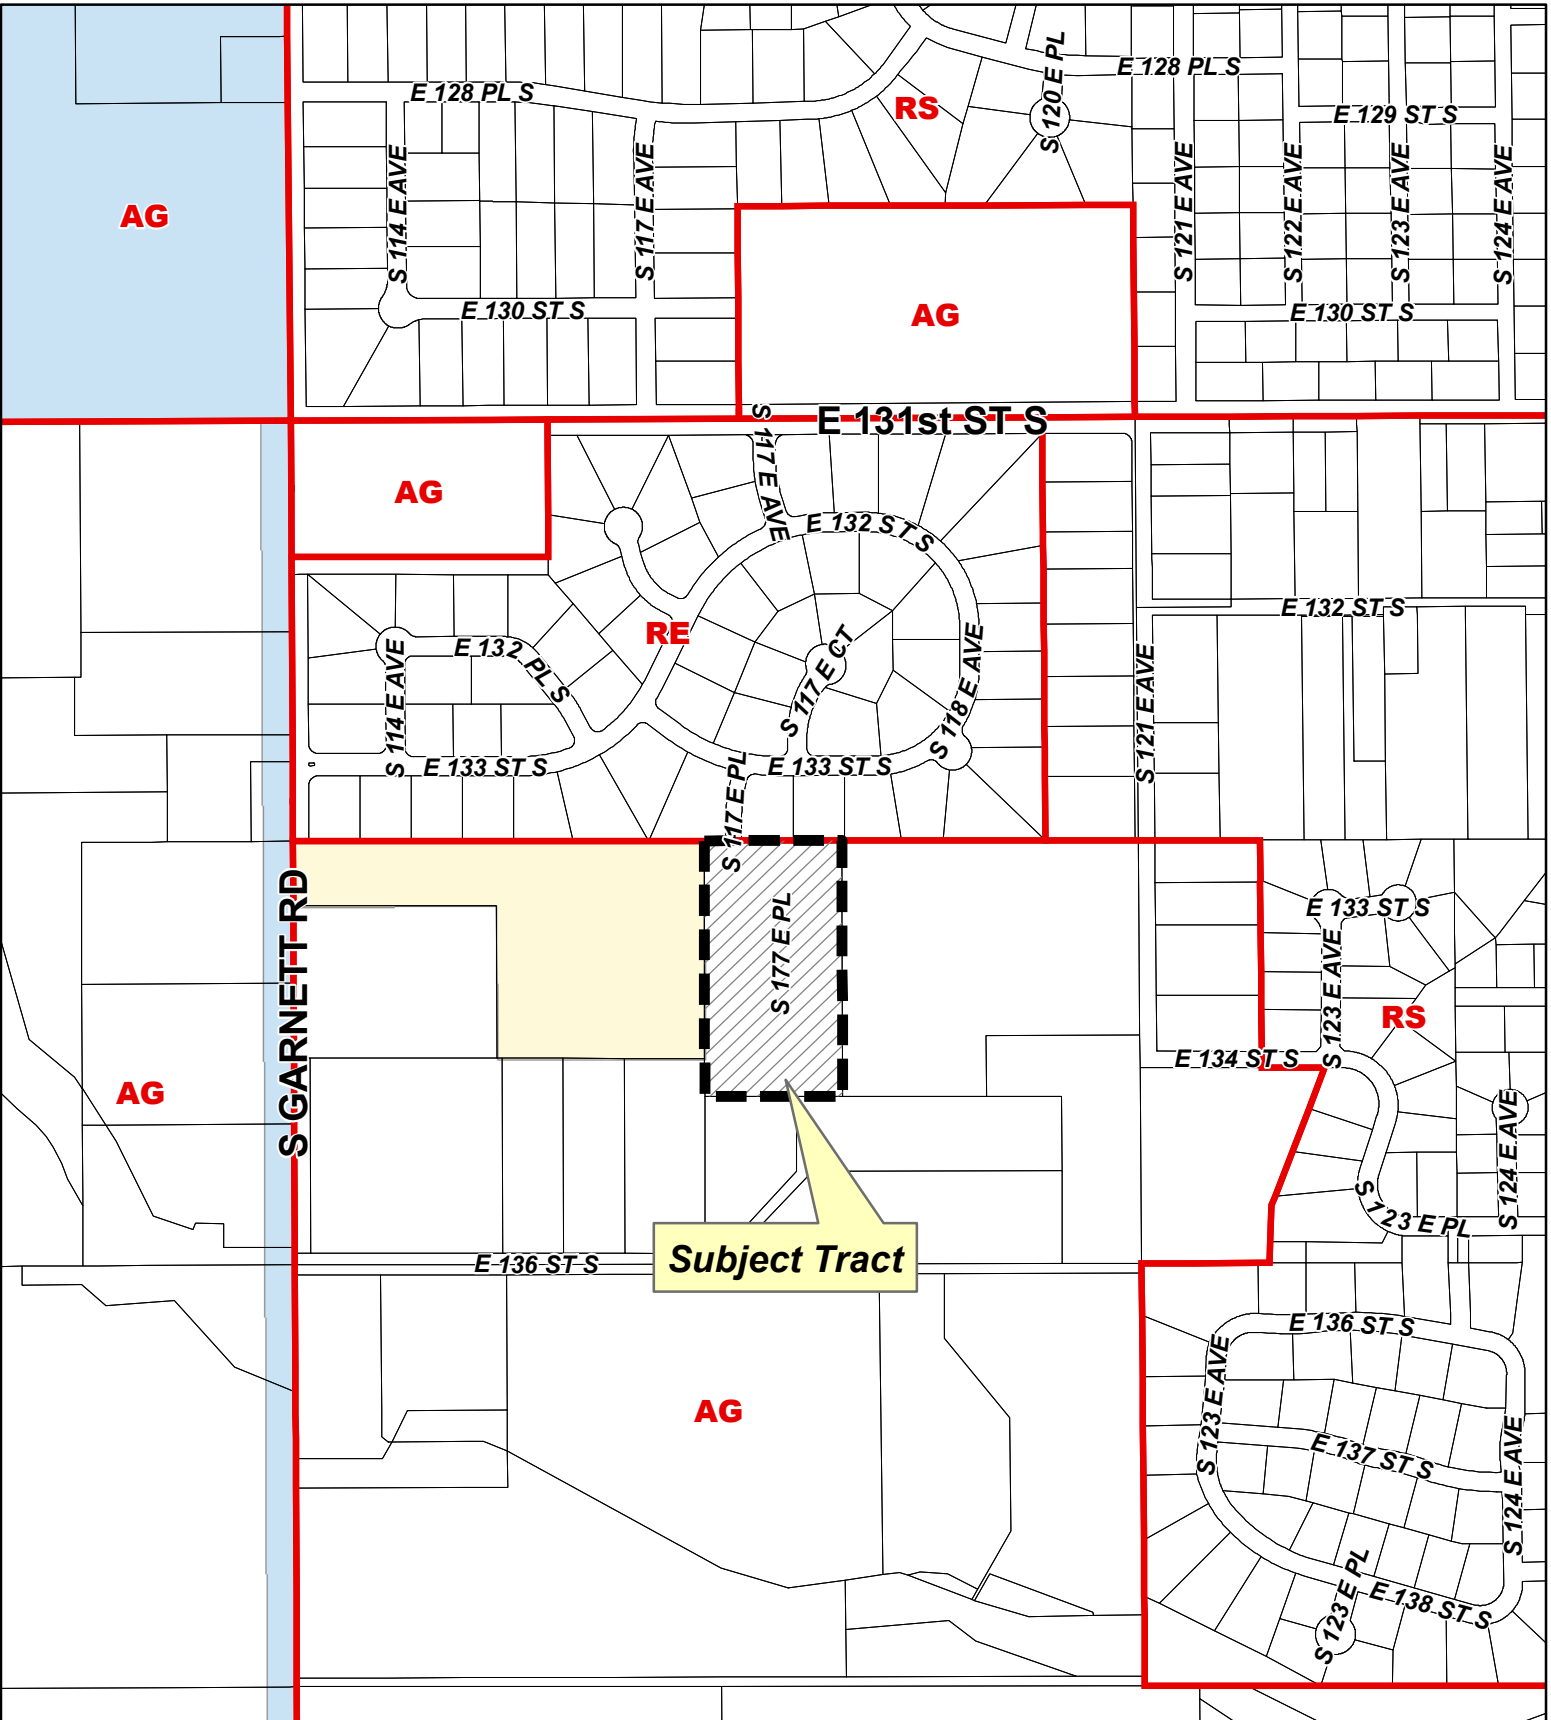 E 128 PL S
S 120 E PL
E 128 PL S
RS
E 129 ST S
S 114 E AVE
S 117 E AVE
S 121 E AVE
S 122 E AVE
S 123 E AVE
S 124 E AVE
AG
E 130 ST S
AG
E 130 ST S
E 131st ST S
S 117 E AVE
AG
E 132 ST S
E 132 ST S
RE
E 132 PL S
S 114 E AVE
S 117 E CT
S 118 E AVE
S 121 E AVE
E 133 ST S
E 133 ST S
S 117 E PL
S GARNETT RD
S 177 E PL
E 133 ST S
S 123 E AVE
RS
E 134 ST S
AG
S 124 E AVE
S 123 E PL
Subject Tract
E 136 ST S
E 136 ST S
S 123 E AVE
AG
E 137 ST S
S 124 E AVE
S 123 E PL
E 138 ST S